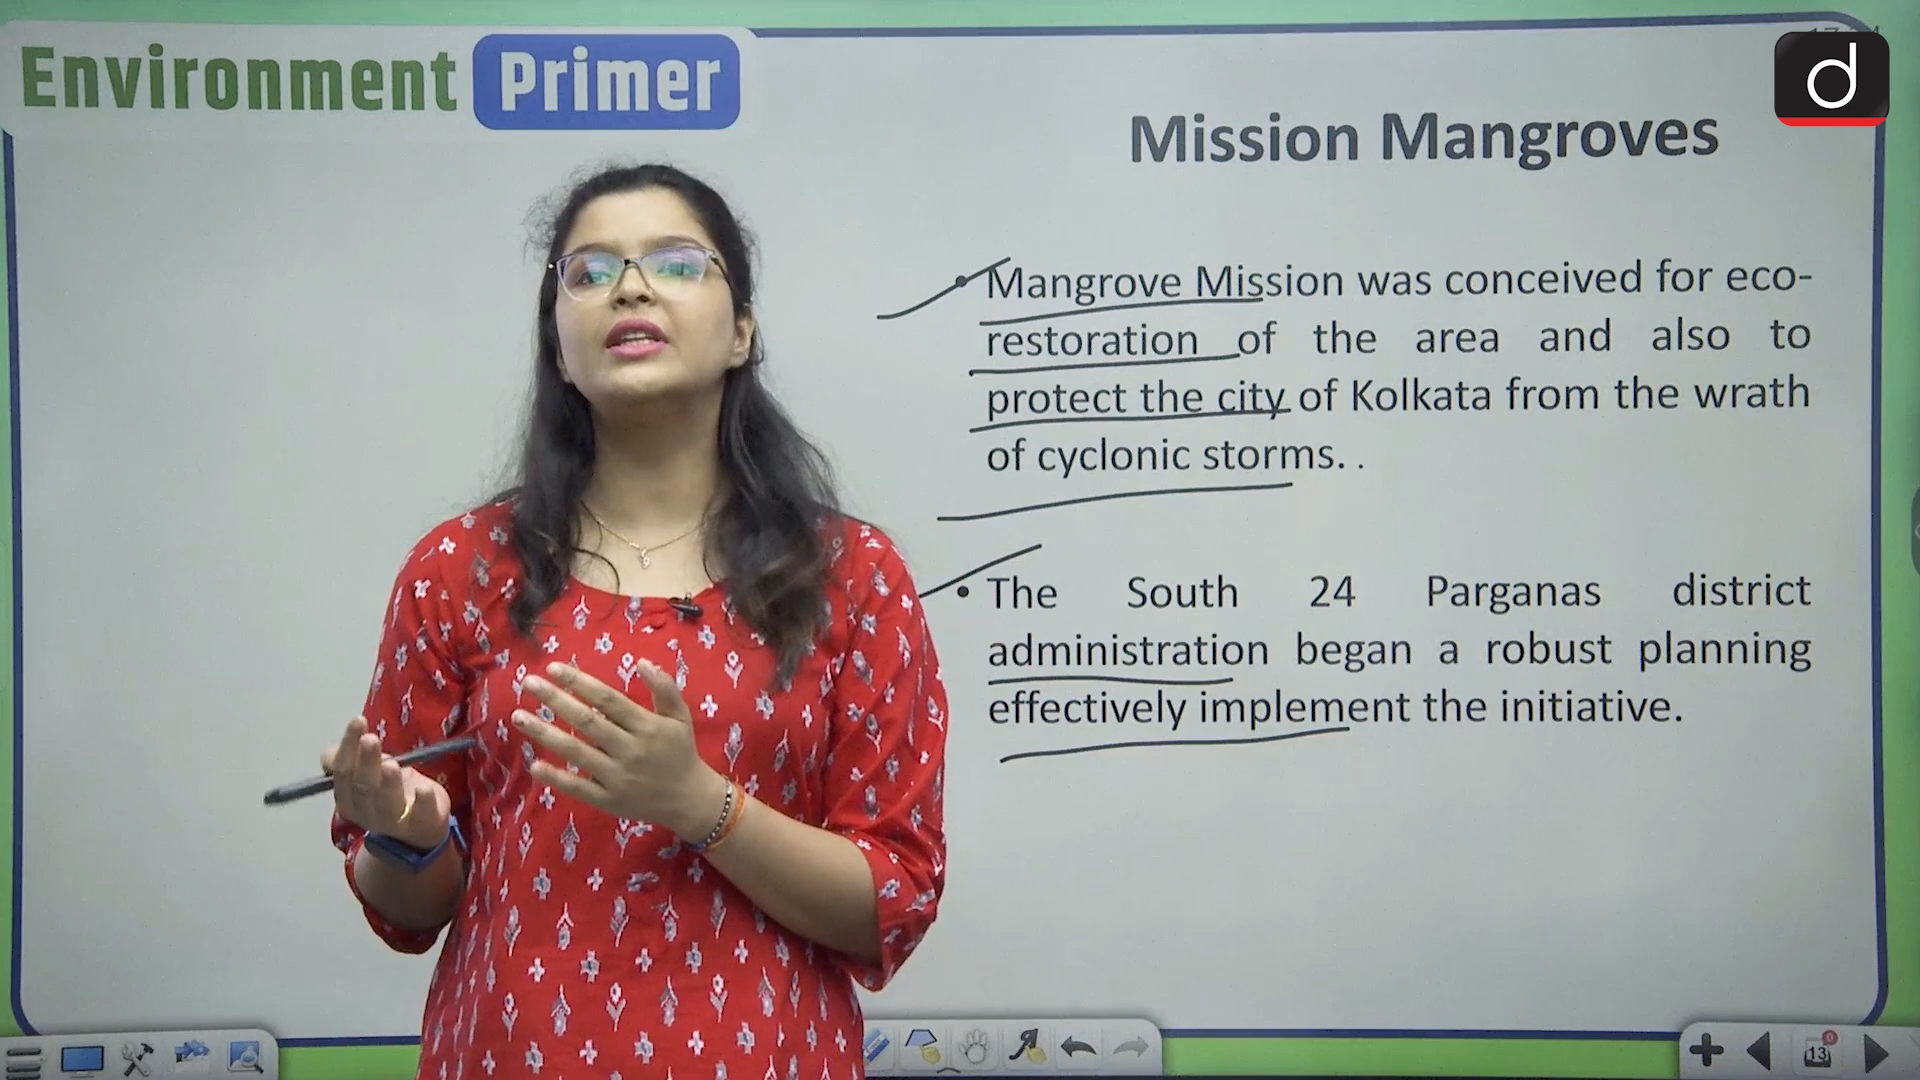 Environment Primer
d
Mission Mangroves
• Mangrove Mission was conceived for eco-
restoration of the area and also to
protect the city of Kolkata from the wrath
of cyclonic storms. .
• The South 24 Parganas district
administration began a robust planning
effectively implement the initiative.
13
0